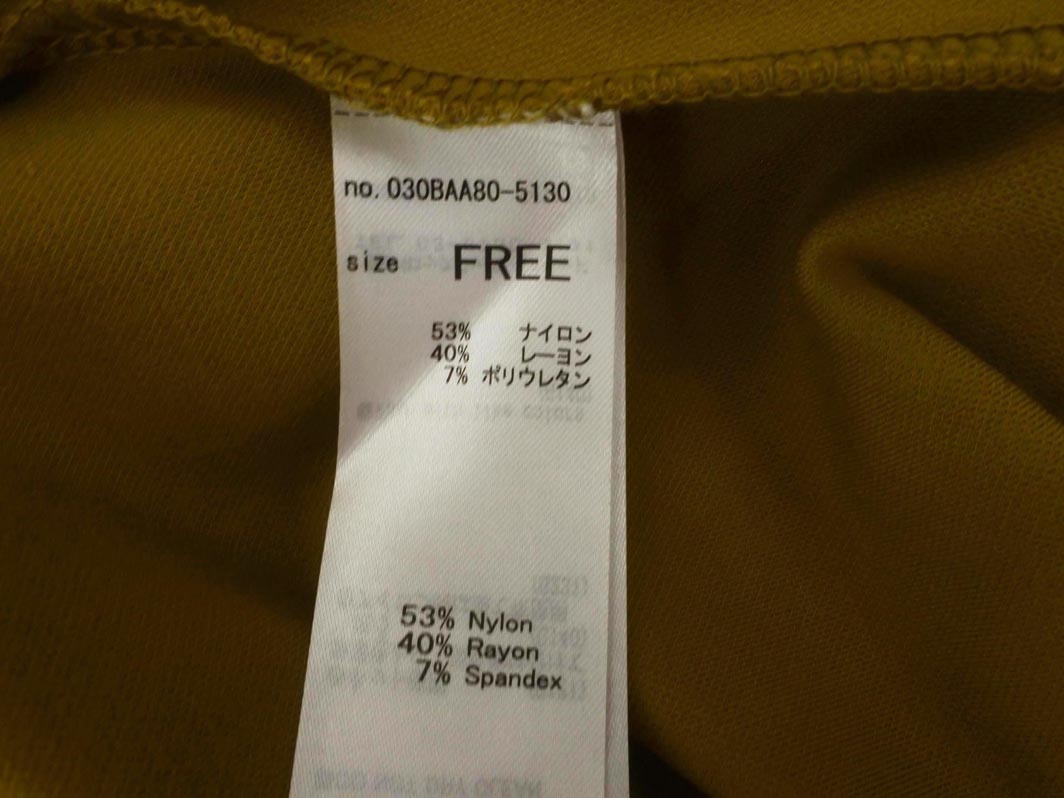 no. 030BAA80-5130
size FREE
53% ナイロン
40% レーヨン
7% ポリウレタン
53% Nylon
40% Rayon
7% Spandex